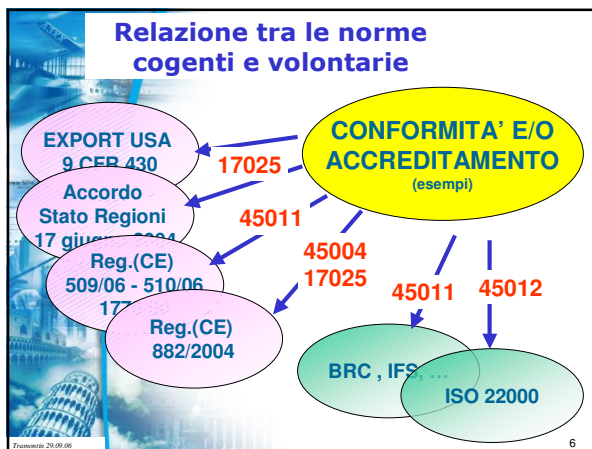 Relazione tra le norme
cogenti e volontarie
EXPORT USA
9 CFR 430
17025
CONFORMITA' E/O
ACCREDITAMENTO
(esempi)
Accordo
Stato Regioni
17 giugno 2004
45011
Reg.(CE)
509/06 - 510/06
45004
17025
Reg.(CE)
882/2004
45011
45012
BRC , IFS, ...
ISO 22000
Tramontin 29.09.06
6